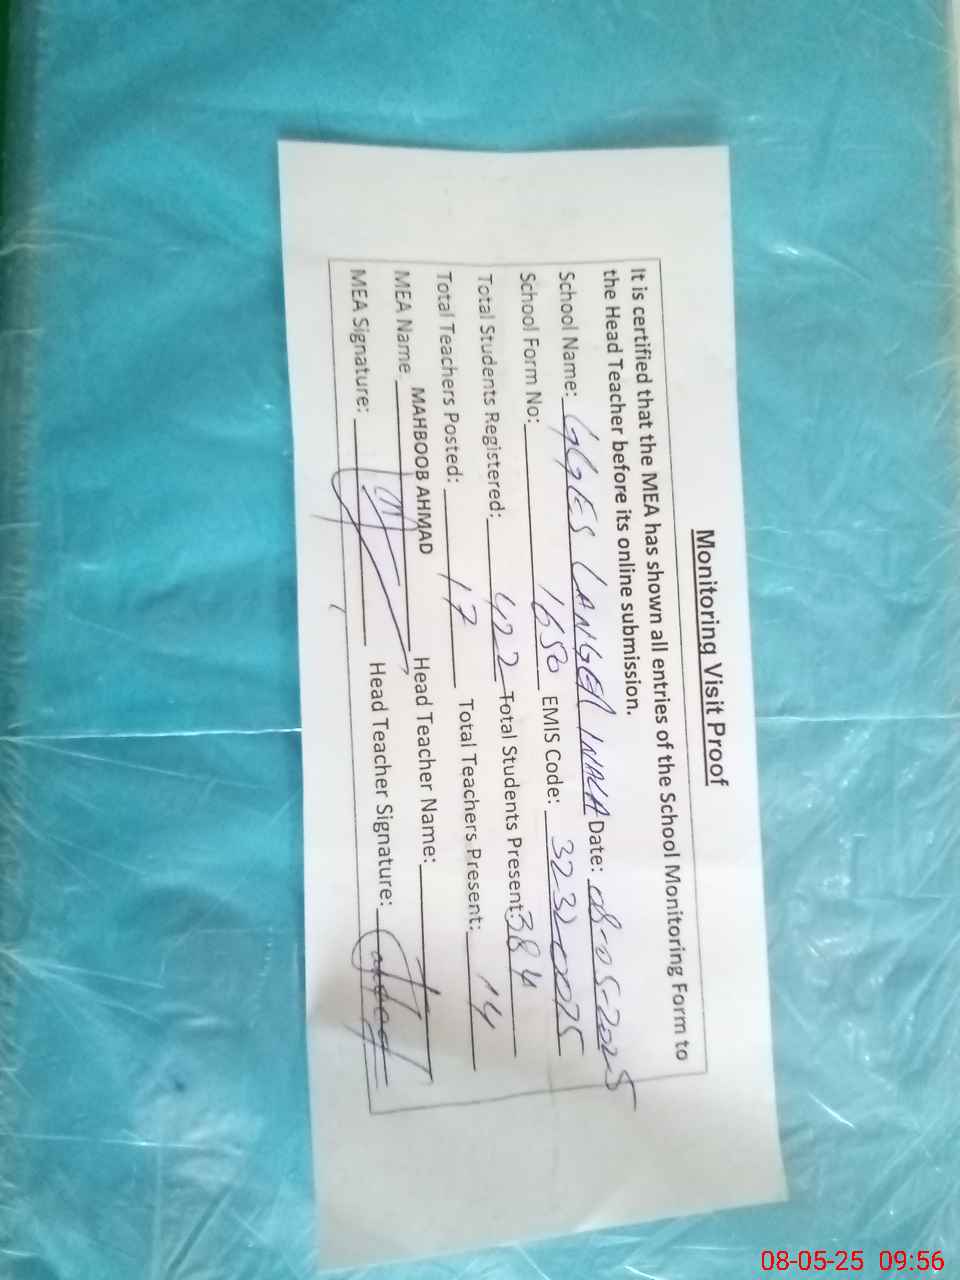 Monitoring Visit Proof
It is certified that the MEA has shown all entries of the School Monitoring Form to
the Head Teacher before its online submission.
School Name: GGES LANGEL WALA Date: 08-05-2025
School Form No: 1650 EMIS Code: 32320075
Total Students Registered: 422 Total Students Present: 384
Total Teachers Posted: 17 Total Teachers Present: 14
MEA Name MAHBOOB AHMAD Head Teacher Name:
MEA Signature: Head Teacher Signature:
08-05-25 09:56